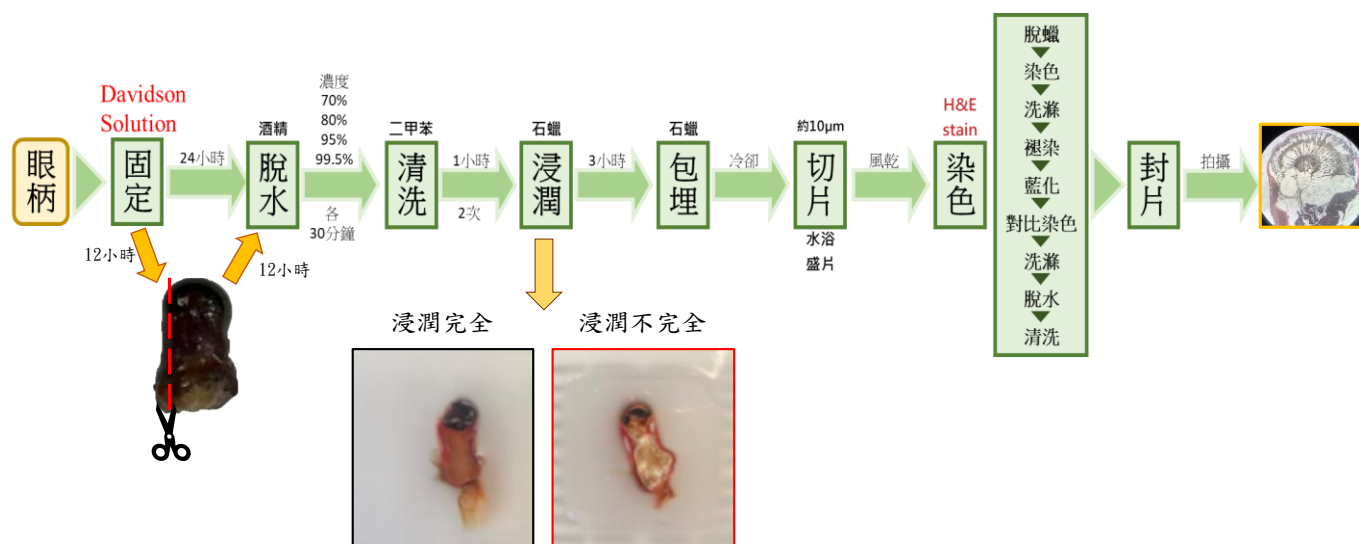 眼柄
Davidson
Solution
固定
24小時
12小時
12小時
酒精
脫水
濃度
70%
80%
95%
99.5%
各
30分鐘
二甲苯
清洗
1小時
2次
石蠟
浸潤
3小時
石蠟
包埋
冷卻
約10μm
切片
水浴
盛片
風乾
H&E
stain
染色
脫蠟
染色
洗滌
褪染
藍化
對比染色
洗滌
脫水
清洗
封片
拍攝
浸潤完全
浸潤不完全